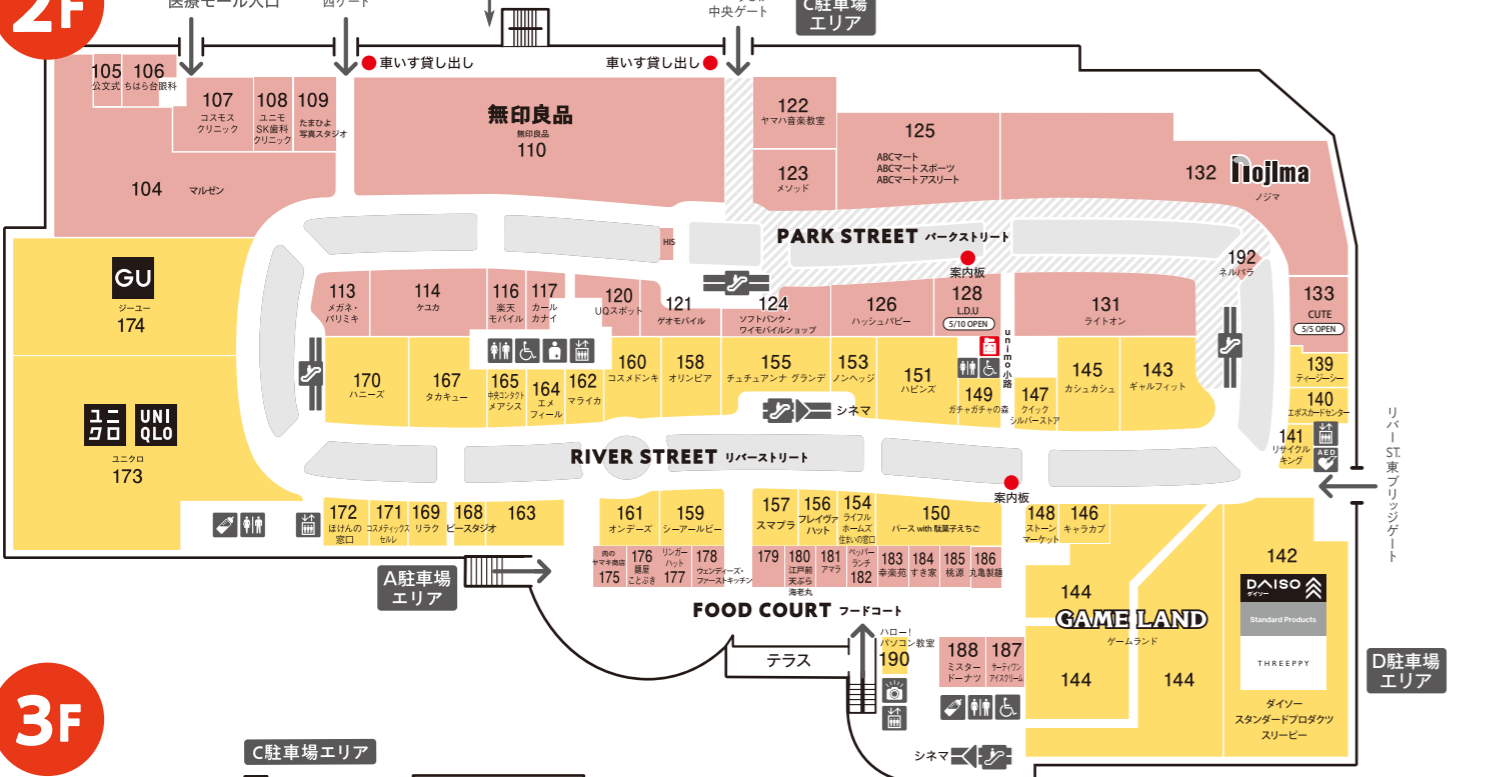 2F
医療モール入口
西ゲート
中央ゲート
C駐車場
エリア
車いす貸し出し
車いす貸し出し
105
公文式
106
ちはら台眼科
107
コスモス
クリニック
108
ユニモ
SK歯科
クリニック
109
たまひよ
写真スタジオ
104 マルゼン
無印良品
無印良品
110
122
ヤマハ音楽教室
123
メソッド
125
ABCマート
ABCマートスポーツ
ABCマートアスリート
132 nojima
ノジマ
HIS
PARK STREET パークストリート
案内板
192
ネルパラ
GU
ジーユー
174
113
メガネ・
パリミキ
114
ケユカ
116
楽天
モバイル
117
カール
カナイ
120
UQスポット
121
ゲオモバイル
124
ソフトバンク・
ワイモバイルショップ
126
ハッシュパピー
128
L.D.U
5/10 OPEN
131
ライトオン
133
CUTE
5/5 OPEN
unimo小路
170
ハニーズ
167
タカキュー
165
中央コンタクト
メアシス
164
エメ
フィール
162
マライカ
160
コスメドンキ
158
オリンピア
155
チュチュアンナ グランデ
153
ノンヘッジ
151
ハピンズ
149
ガチャガチャの森
147
クイック
シルバーストア
145
カシュカシュ
143
ギャルフィット
139
ティージーシー
140
エポスカードセンター
141
リサイクル
キング
AED
シネマ
ユニ
クロ
UNI
QLO
ユニクロ
173
RIVER STREET リバーストリート
案内板
リバーST.東ブリッジゲート
172
ほけんの
窓口
171
コスメティックス
セルレ
169
リラク
168
ピースタジオ
163
161
オンデーズ
159
シーアールビー
157
スマプラ
156
フレイヴァ
ハット
154
ライフル
ホームズ
住まいの窓口
150
バース with 駄菓子えちご
148
ストーン
マーケット
146
キャラカプ
肉の
ヤマキ商店
175
176
麺屋
ことぶき
リンガー
ハット
177
178
ウェンディーズ・
ファーストキッチン
179
180
江戸前
天ぷら
海老丸
181
アマラ
ペッパー
ランチ
182
183
幸楽苑
184
すき家
185
桃源
186
丸亀製麺
A駐車場
エリア
FOOD COURT フードコート
テラス
ハロー!
パソコン教室
190
188
ミスター
ドーナツ
187
サーティワン
アイスクリーム
144
GAME LAND
ゲームランド
144
144
142
DAISO
ダイソー
Standard Products
THREEPPY
ダイソー
スタンダードプロダクツ
スリーピー
D駐車場
エリア
シネマ
3F
C駐車場エリア